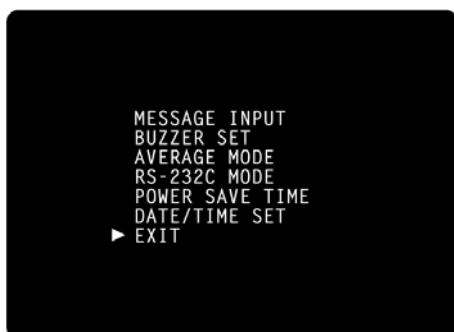 MESSAGE INPUT
BUZZER SET
AVERAGE MODE
RS-232C MODE
POWER SAVE TIME
DATE/TIME SET
► EXIT